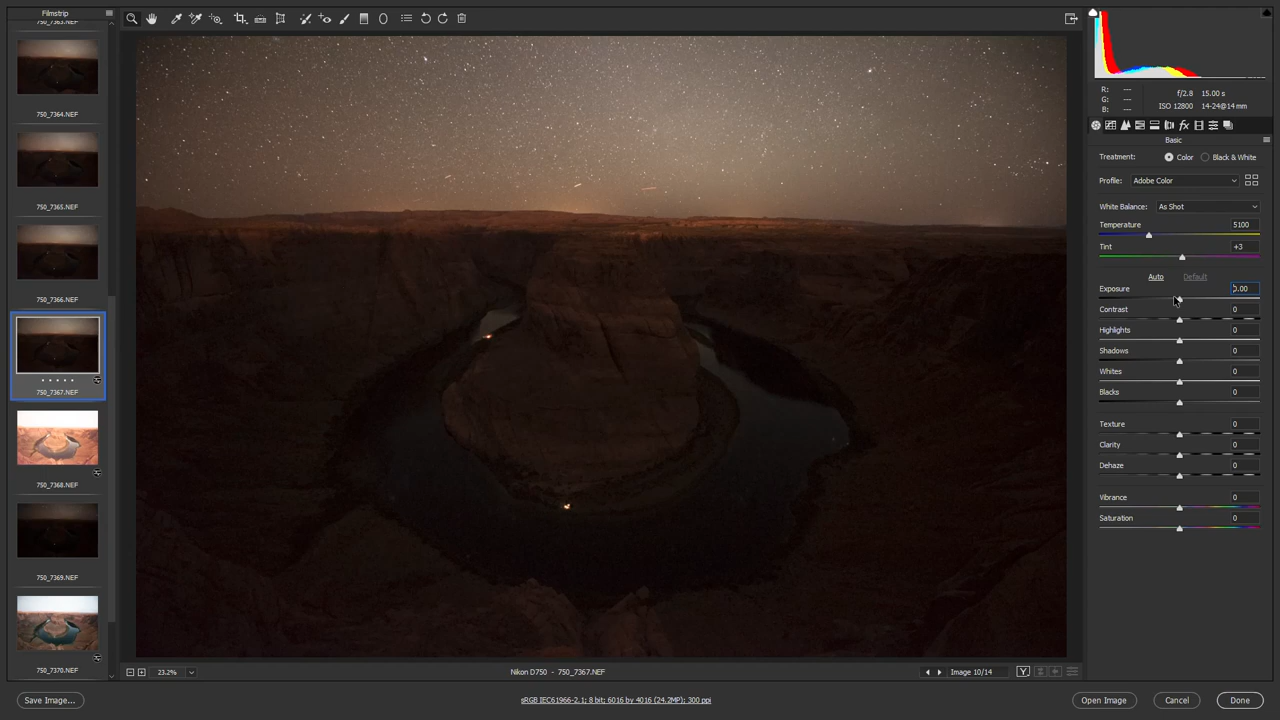 Filmstrip
750_7363.NEF
750_7364.NEF
750_7365.NEF
750_7366.NEF
750_7367.NEF
750_7368.NEF
750_7369.NEF
750_7370.NEF
23.2%
Nikon D750 - 750_7367.NEF
Image 10/14
Save Image...
sRGB IEC61966-2.1; 8 bit; 6016 by 4016 (24.2MP); 300 ppi
Open Image
Cancel
Done
R: ---
G: ---
B: ---
f/2.8 15.00 s
ISO 12800 14-24@14 mm
fx
Basic
Treatment: Color Black & White
Profile: Adobe Color
White Balance: As Shot
Temperature 5100
Tint +3
Auto Default
Exposure 0.00
Contrast 0
Highlights 0
Shadows 0
Whites 0
Blacks 0
Texture 0
Clarity 0
Dehaze 0
Vibrance 0
Saturation 0